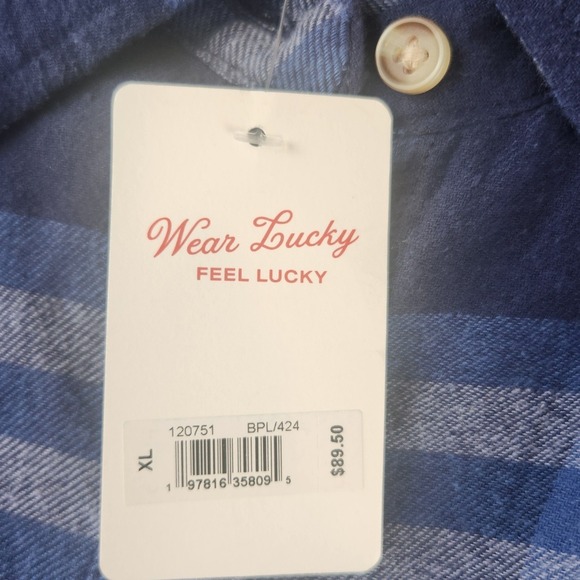 Wear Lucky
FEEL LUCKY
120751 BPL/424
XL
$89.50
1 97816 35809 5